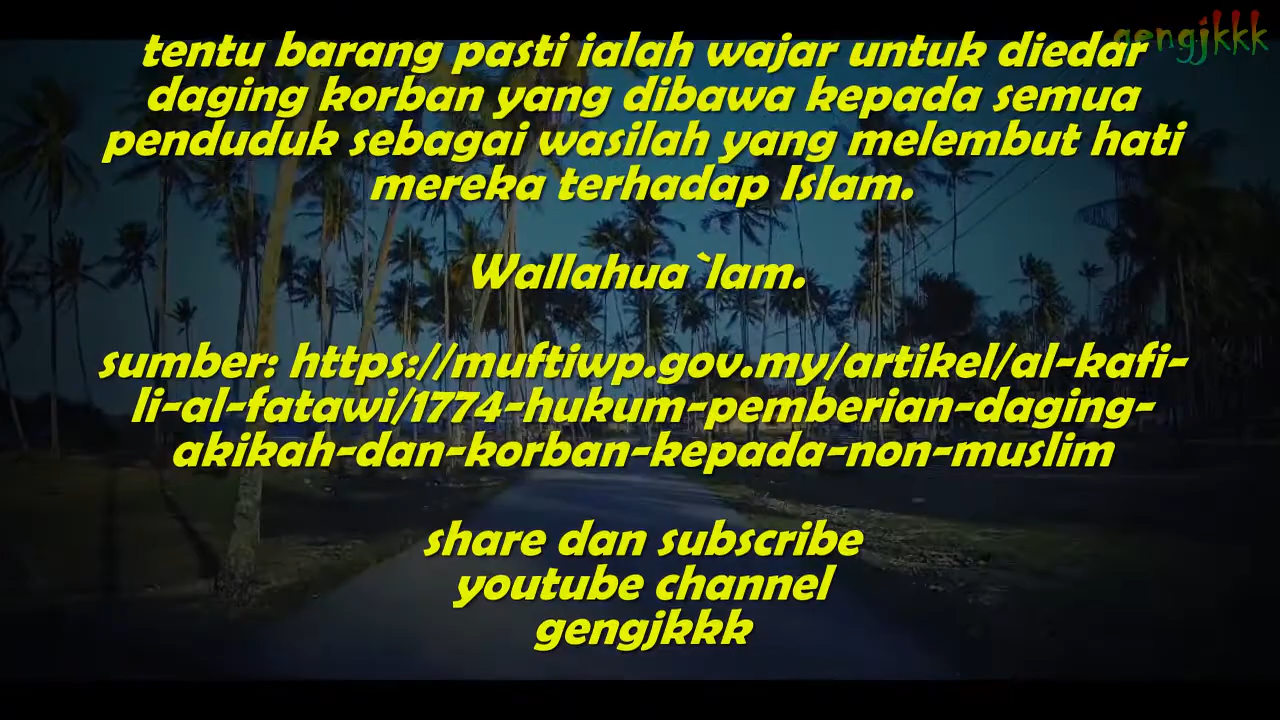 gengjkkk
tentu barang pasti ialah wajar untuk diedar
daging korban yang dibawa kepada semua
penduduk sebagai wasilah yang melembut hati
mereka terhadap Islam.
Wallahua`lam.
sumber: https://muftiwp.gov.my/artikel/al-kafi-
li-al-fatawi/1774-hukum-pemberian-daging-
akikah-dan-korban-kepada-non-muslim
share dan subscribe
youtube channel
gengjkkk